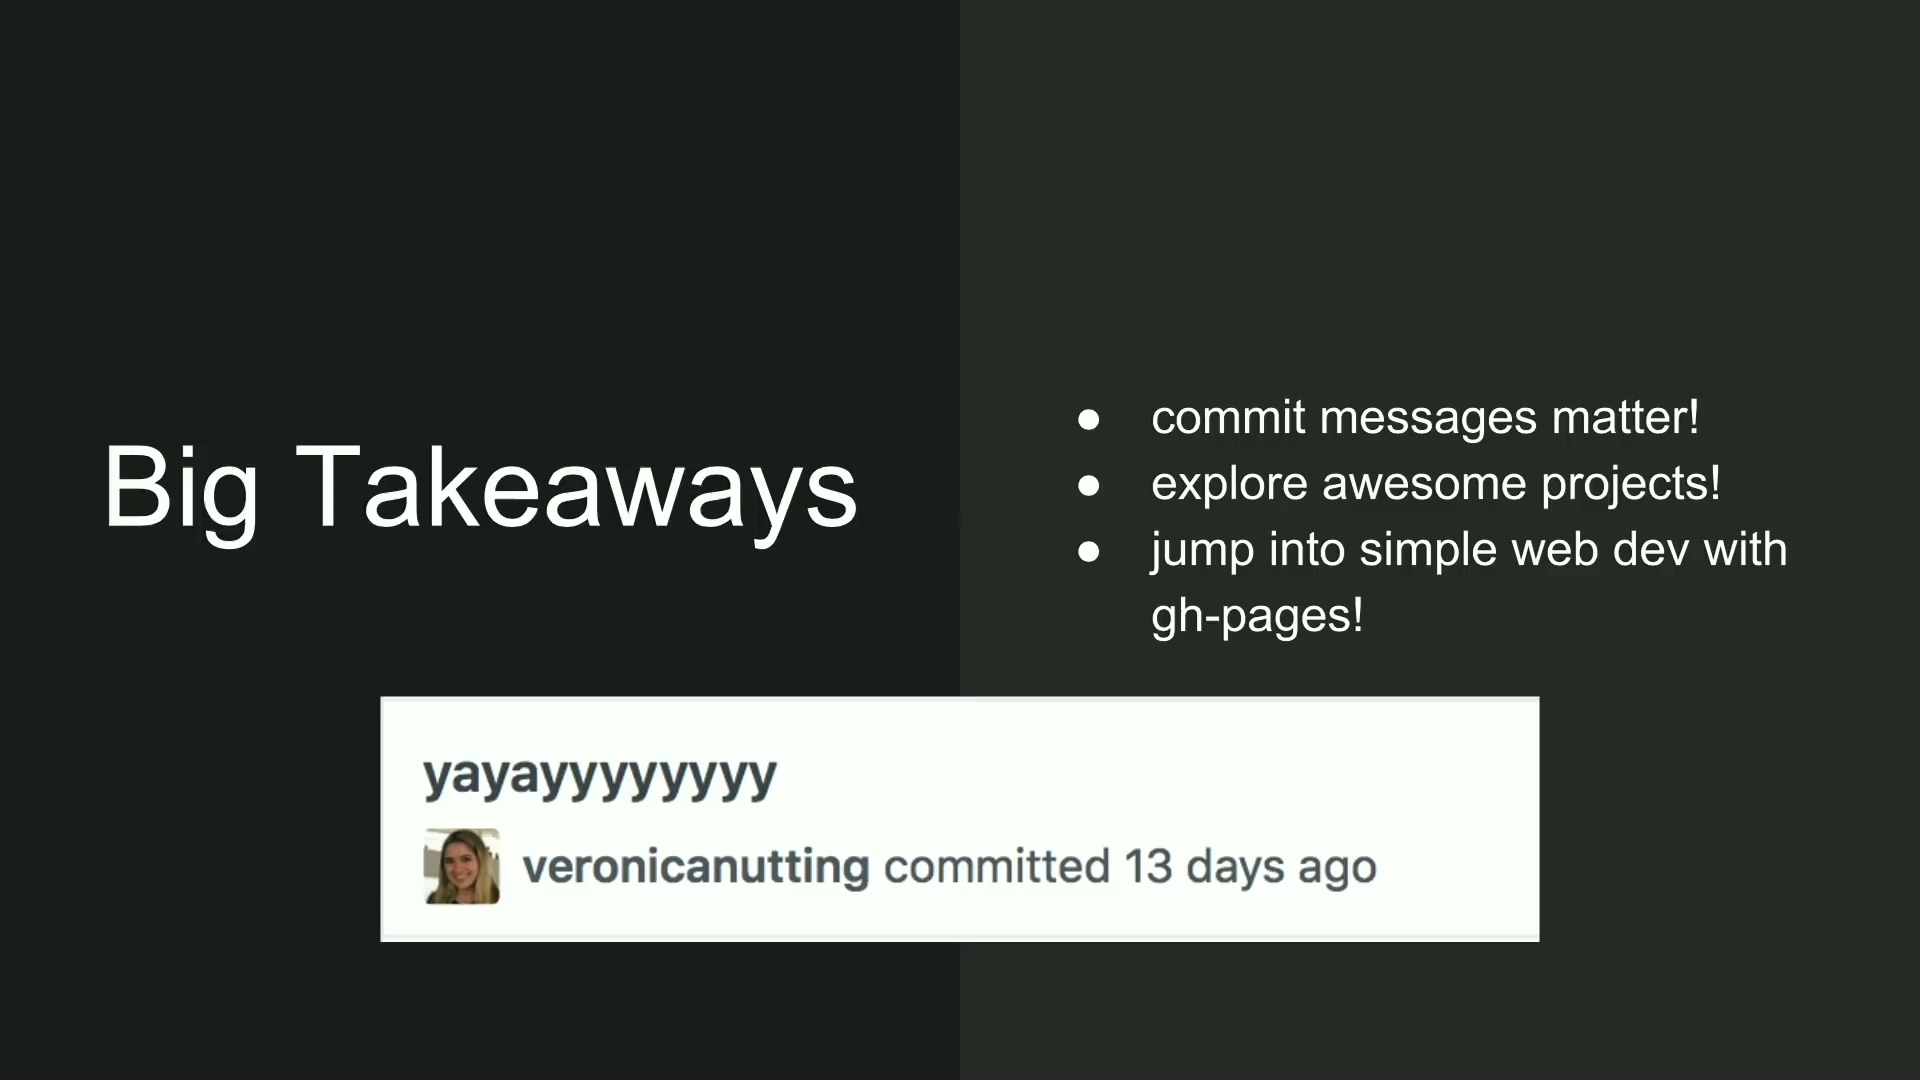 Big Takeaways
● commit messages matter!
● explore awesome projects!
● jump into simple web dev with
gh-pages!
yayayyyyyyyy
veronicanutting committed 13 days ago